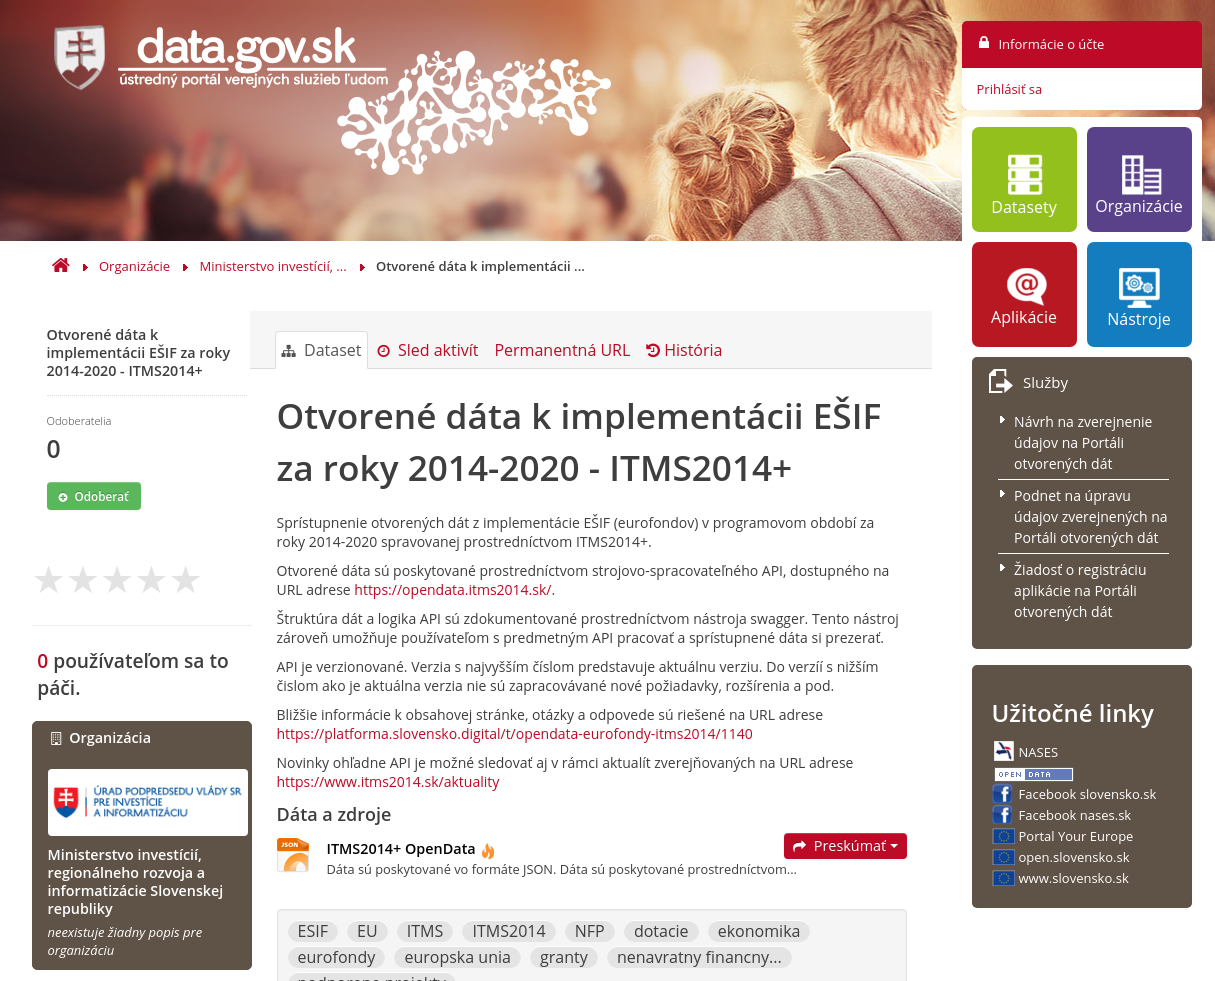 data.gov.sk
ústredný portál verejných služieb ľudom
Informácie o účte
Prihlásiť sa
Datasety
Organizácie
Aplikácie
Nástroje
Organizácie
Ministerstvo investícií, ...
Otvorené dáta k implementácii ...
Otvorené dáta k
implementácii EŠIF za roky
2014-2020 - ITMS2014+
Odoberatelia
0
Odoberať
0 používateľom sa to
páči.
Organizácia
ÚRAD PODPREDSEDU VLÁDY SR
PRE INVESTÍCIE
A INFORMATIZÁCIU
Ministerstvo investícií,
regionálneho rozvoja a
informatizácie Slovenskej
republiky
neexistuje žiadny popis pre
organizáciu
Dataset
Sled aktivít
Permanentná URL
História
Otvorené dáta k implementácii EŠIF
za roky 2014-2020 - ITMS2014+
Sprístupnenie otvorených dát z implementácie EŠIF (eurofondov) v programovom období za
roky 2014-2020 spravovanej prostredníctvom ITMS2014+.
Otvorené dáta sú poskytované prostredníctvom strojovo-spracovateľného API, dostupného na
URL adrese https://opendata.itms2014.sk/.
Štruktúra dát a logika API sú zdokumentované prostredníctvom nástroja swagger. Tento nástroj
zároveň umožňuje používateľom s predmetným API pracovať a sprístupnené dáta si prezerať.
API je verzionované. Verzia s najvyšším číslom predstavuje aktuálnu verziu. Do verzíí s nižším
čislom ako je aktuálna verzia nie sú zapracovávané nové požiadavky, rozšírenia a pod.
Bližšie informácie k obsahovej stránke, otázky a odpovede sú riešené na URL adrese
https://platforma.slovensko.digital/t/opendata-eurofondy-itms2014/1140
Novinky ohľadne API je možné sledovať aj v rámci aktualít zverejňovaných na URL adrese
https://www.itms2014.sk/aktuality
Dáta a zdroje
JSON
ITMS2014+ OpenData
Preskúmať
Dáta sú poskytované vo formáte JSON. Dáta sú poskytované prostredníctvom...
ESIF EU ITMS ITMS2014 NFP dotacie ekonomika
eurofondy europska unia granty nenavratny financny...
podporene projekty
Služby
Návrh na zverejnenie
údajov na Portáli
otvorených dát
Podnet na úpravu
údajov zverejnených na
Portáli otvorených dát
Žiadosť o registráciu
aplikácie na Portáli
otvorených dát
Užitočné linky
NASES
OPEN DATA
Facebook slovensko.sk
Facebook nases.sk
Portal Your Europe
open.slovensko.sk
www.slovensko.sk